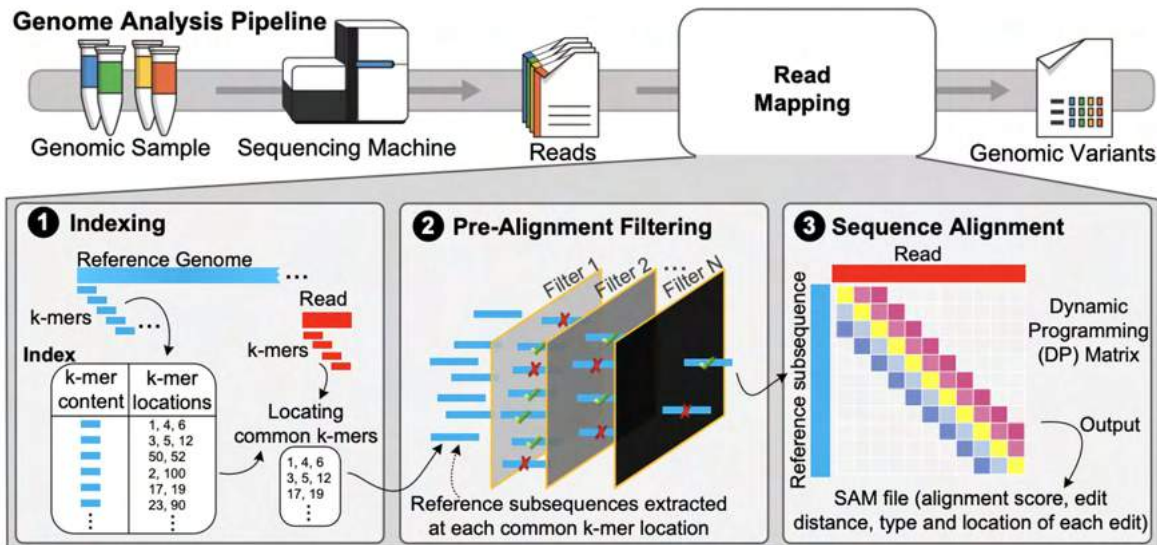 Genome Analysis Pipeline
Genomic Sample
Sequencing Machine
Reads
Read
Mapping
Genomic Variants
1 Indexing
Reference Genome
...
k-mers
...
Read
k-mers
Index
k-mer
content
k-mer
locations
1, 4, 6
3, 5, 12
50, 52
2, 100
17, 19
23, 90
⋮
⋮
Locating
common k-mers
1, 4, 6
3, 5, 12
17, 19
⋮
2 Pre-Alignment Filtering
Filter 1
Filter 2
...
Filter N
Reference subsequences extracted
at each common k-mer location
3 Sequence Alignment
Read
Reference subsequence
Dynamic
Programming
(DP) Matrix
Output
SAM file (alignment score, edit
distance, type and location of each edit)